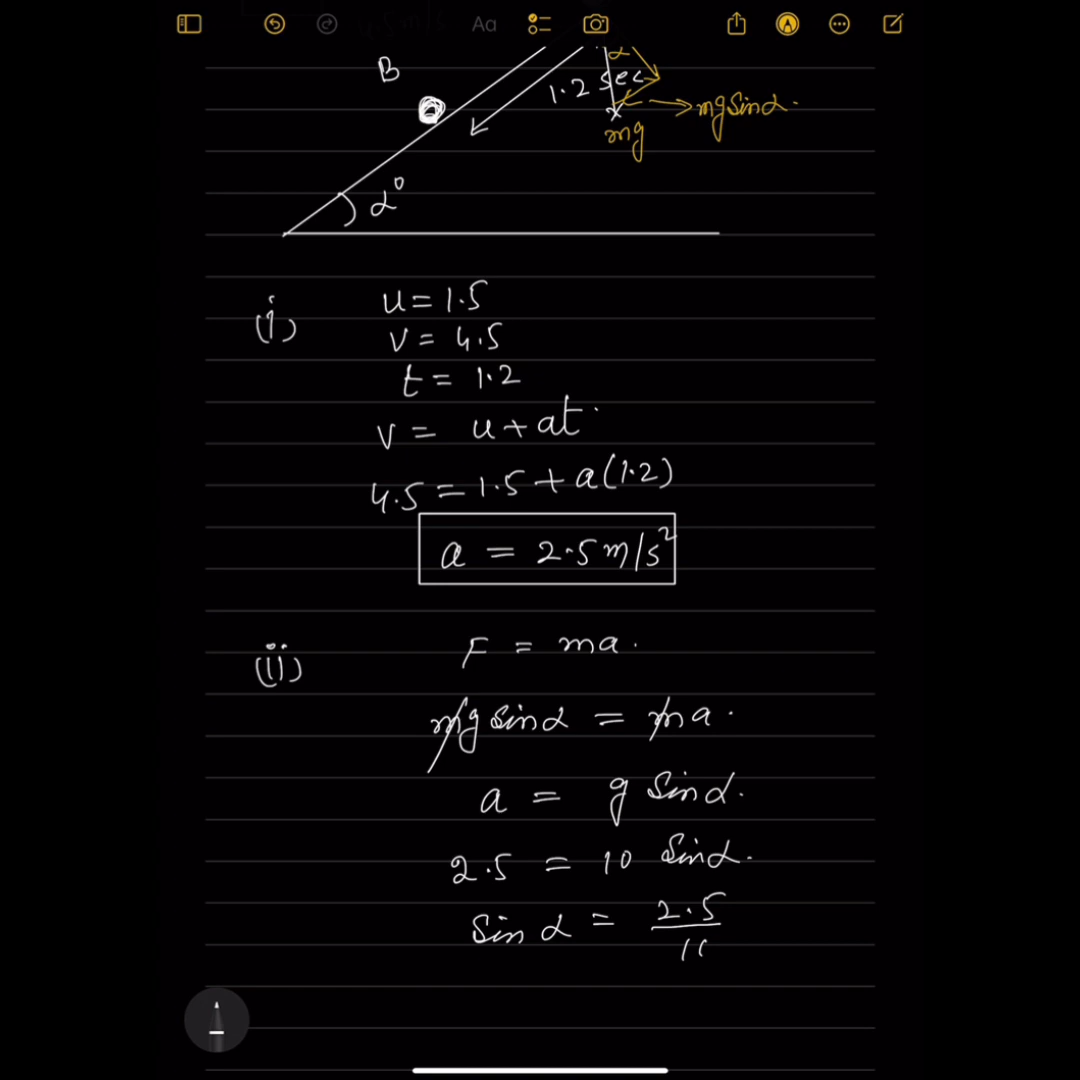 Aa
B
1.2 sec
α
mg sinα.
mg
α°
(i)
u = 1.5
v = 4.5
t = 1.2
v = u + at.
4.5 = 1.5 + a(1.2)
a = 2.5 m/s²
(ii)
F = ma.
mg sinα = ma.
a = g sinα.
2.5 = 10 sinα.
sin α = 2.5